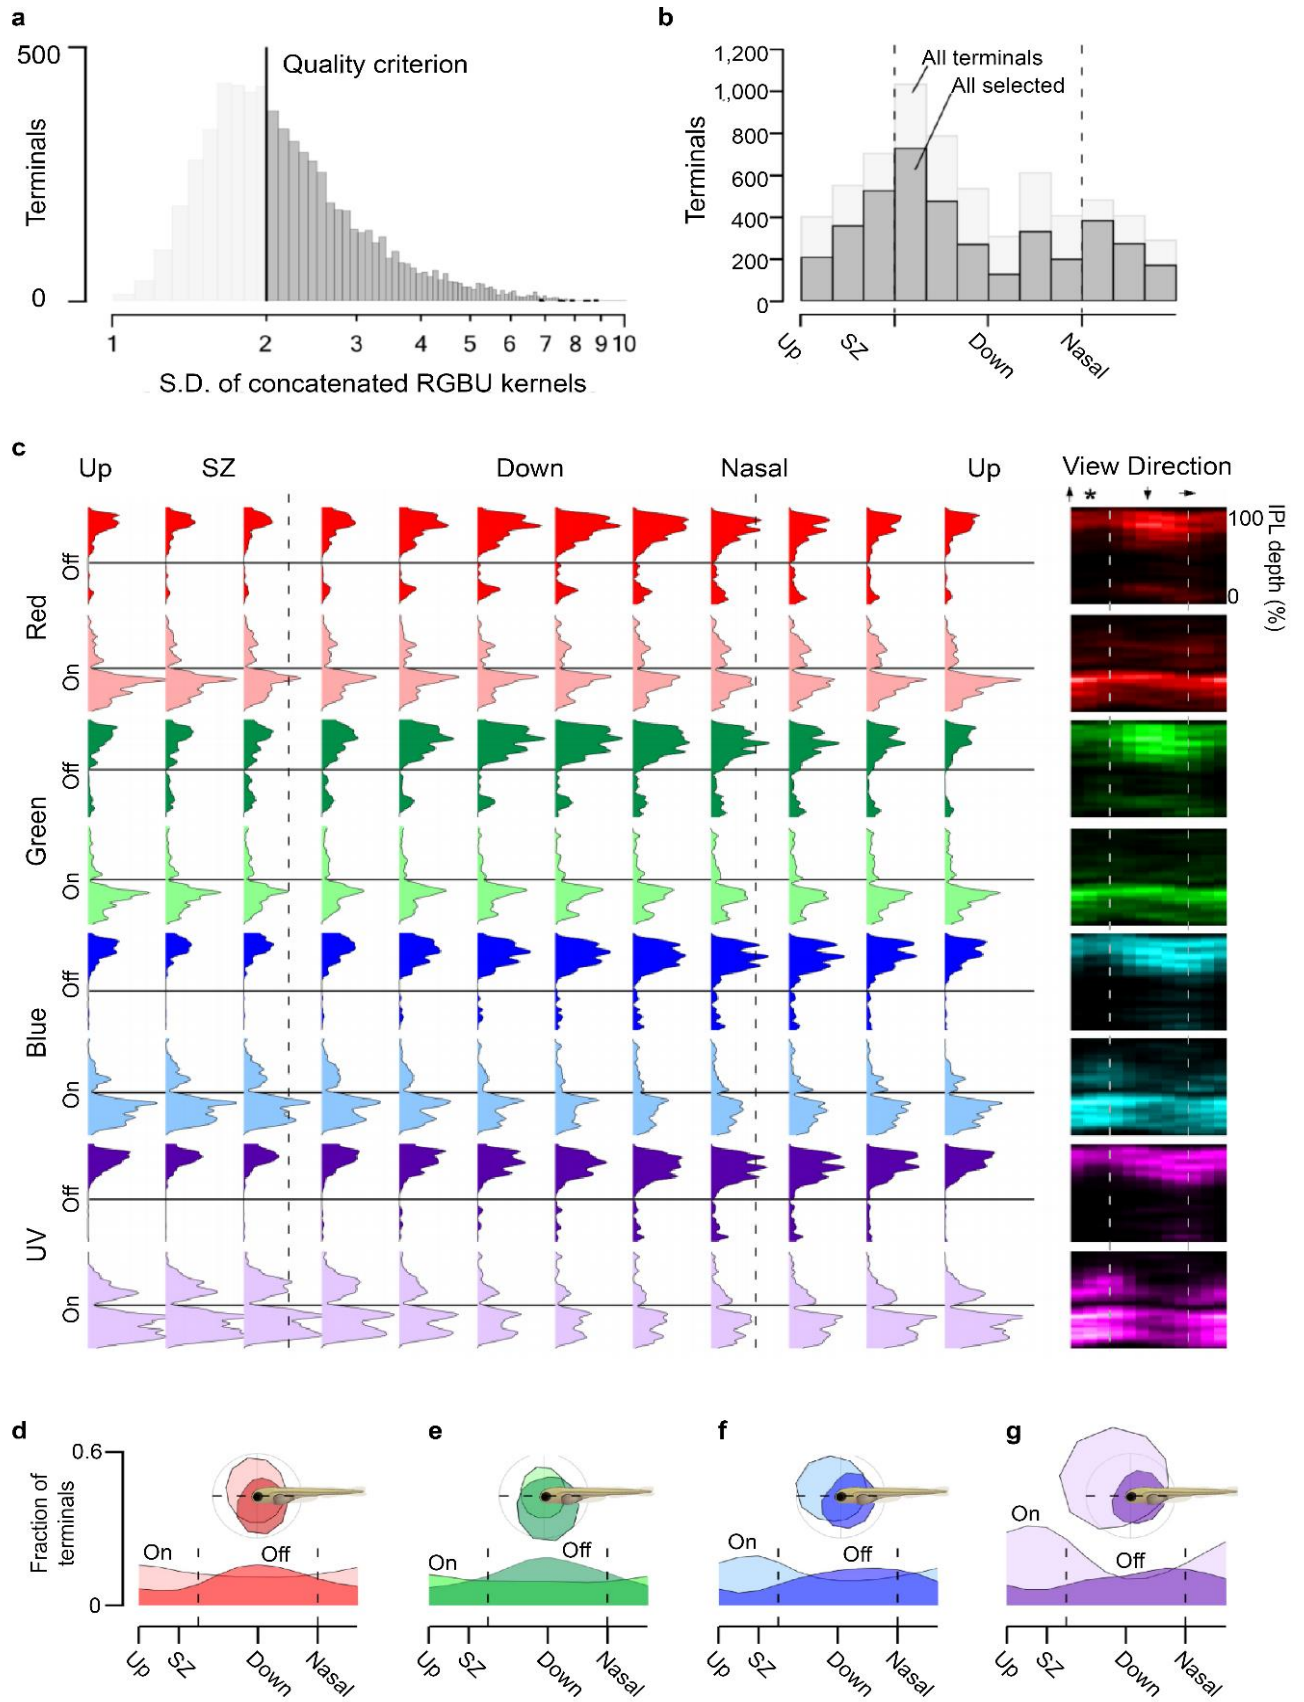 a
500
Quality criterion
Terminals
0
1 2 3 4 5 6 7 8 9 10
S.D. of concatenated RGBU kernels
b
1,200
All terminals
1,000
All selected
800
Terminals
600
400
200
0
Up SZ Down Nasal
c
Up SZ Down Nasal Up View Direction
*
100
0
IPL depth (%)
Red
Off
On
Green
Off
On
Blue
Off
On
UV
Off
On
d
0.6
Fraction of
terminals
0
On Off
Up SZ Down Nasal
e
On Off
Up SZ Down Nasal
f
On Off
Up SZ Down Nasal
g
On
Off
Up SZ Down Nasal